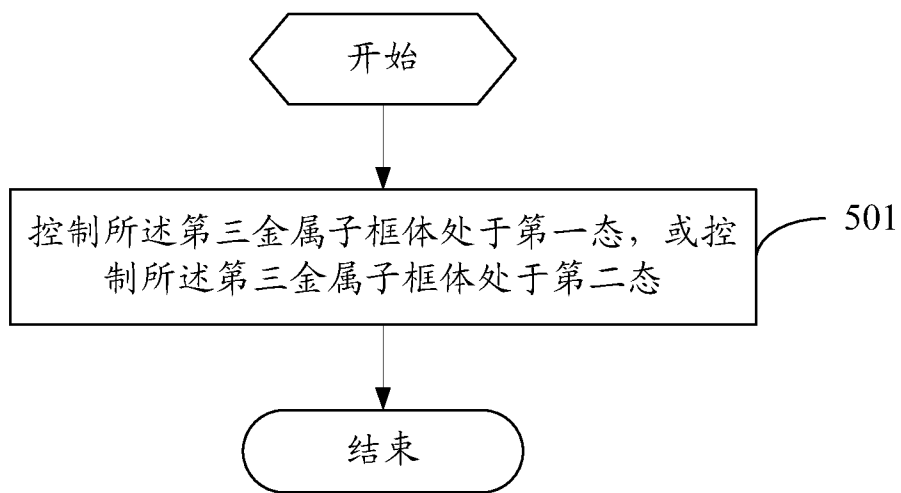 开始
控制所述第三金属子框体处于第一态，或控
制所述第三金属子框体处于第二态
501
结束